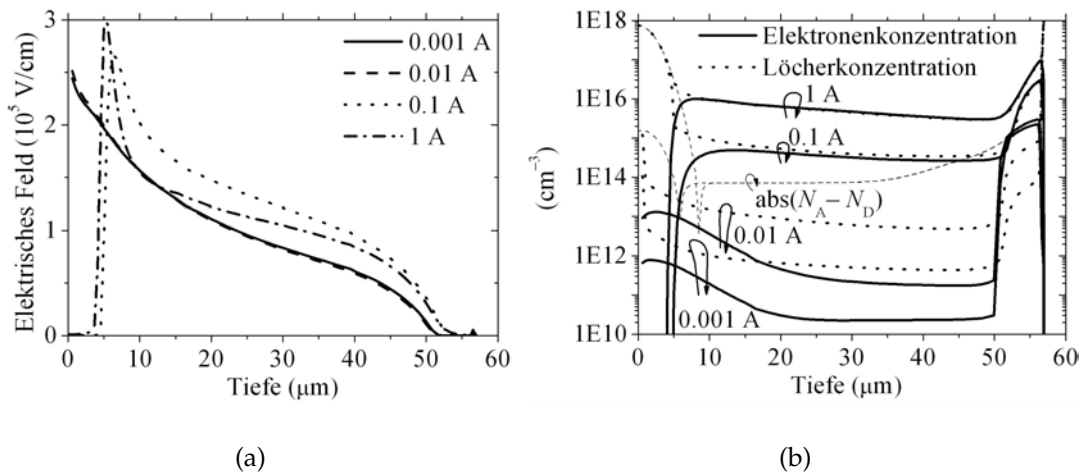 Elektrisches Feld (10⁵ V/cm)
3
2
1
0
0.001 A
0.01 A
0.1 A
1 A
0 10 20 30 40 50 60
Tiefe (μm)
(a)
(b)
(cm⁻³)
1E18
1E16
1E14
1E12
1E10
Elektronenkonzentration
Löcherkonzentration
1 A
0.1 A
abs(N_A – N_D)
0.01 A
0.001 A
0 10 20 30 40 50 60
Tiefe (μm)
(a)
(b)